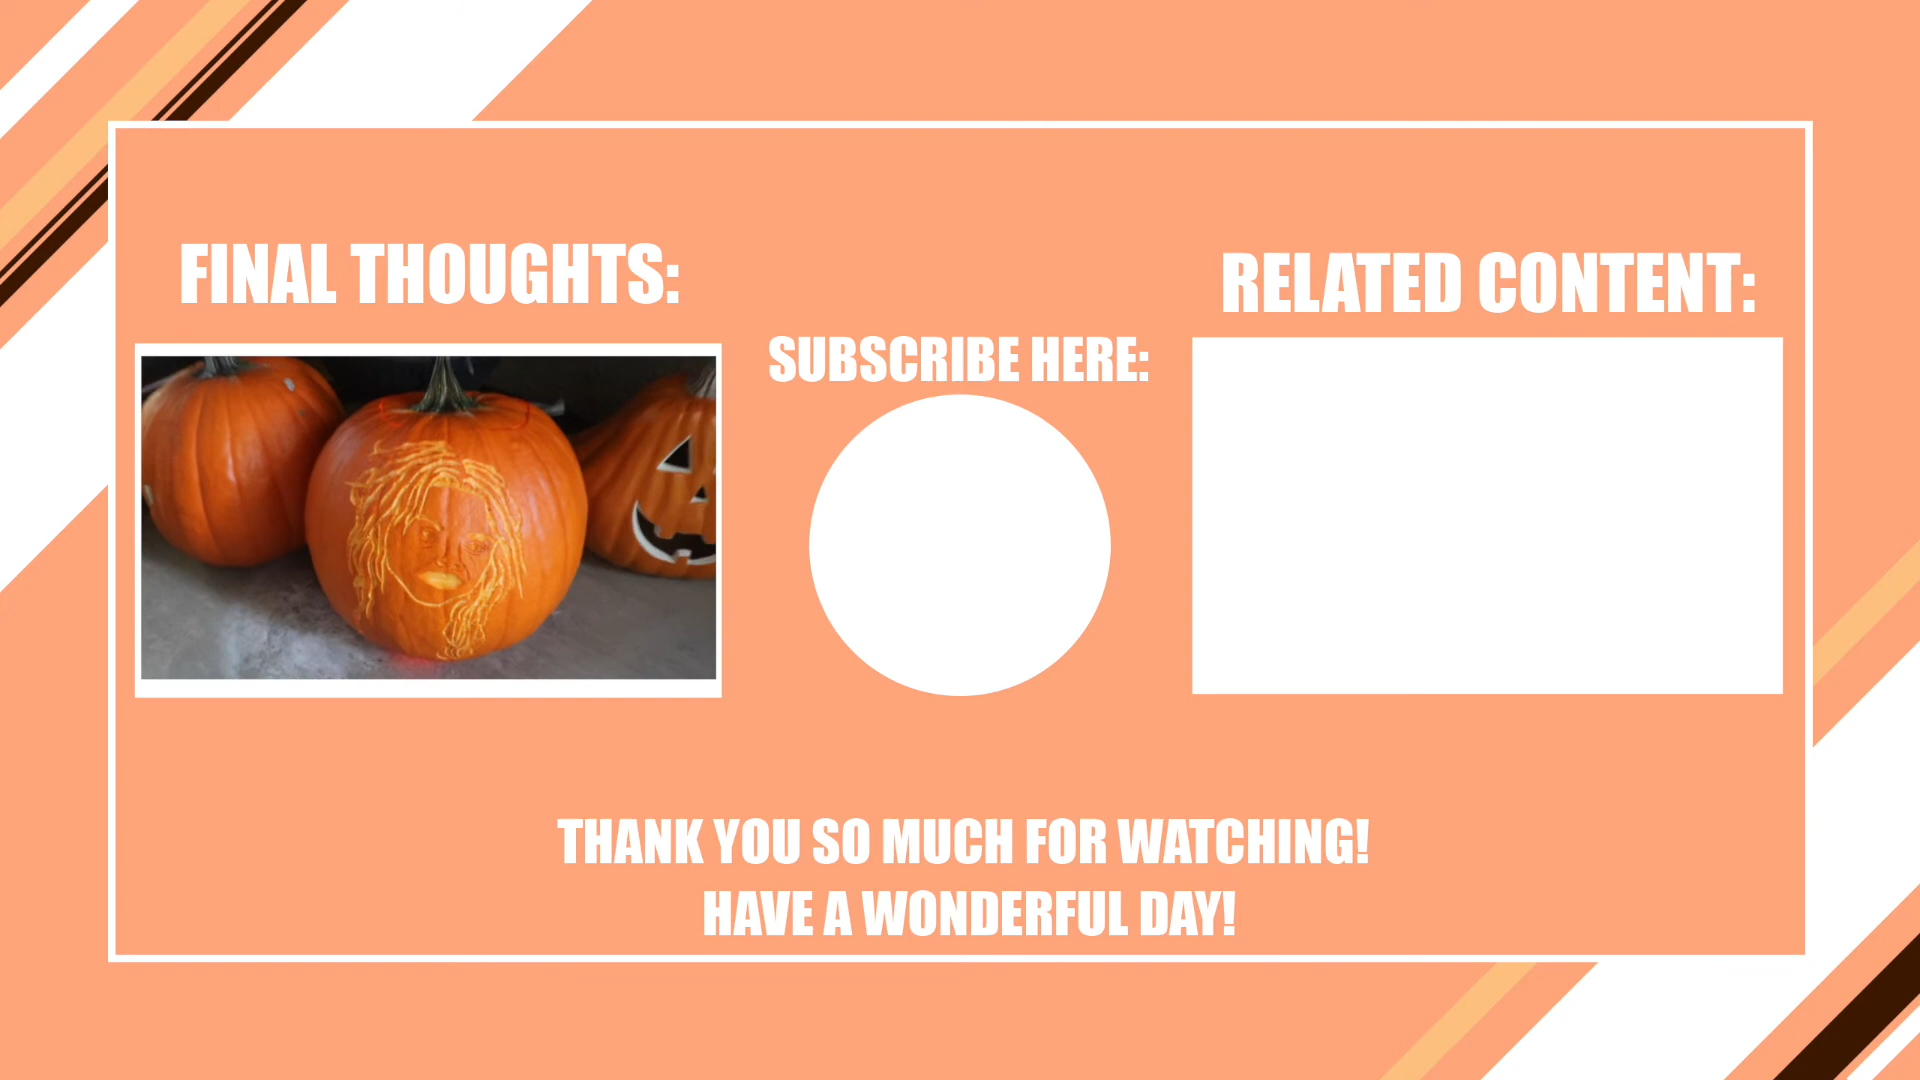 FINAL THOUGHTS:
SUBSCRIBE HERE:
RELATED CONTENT:
THANK YOU SO MUCH FOR WATCHING!
HAVE A WONDERFUL DAY!